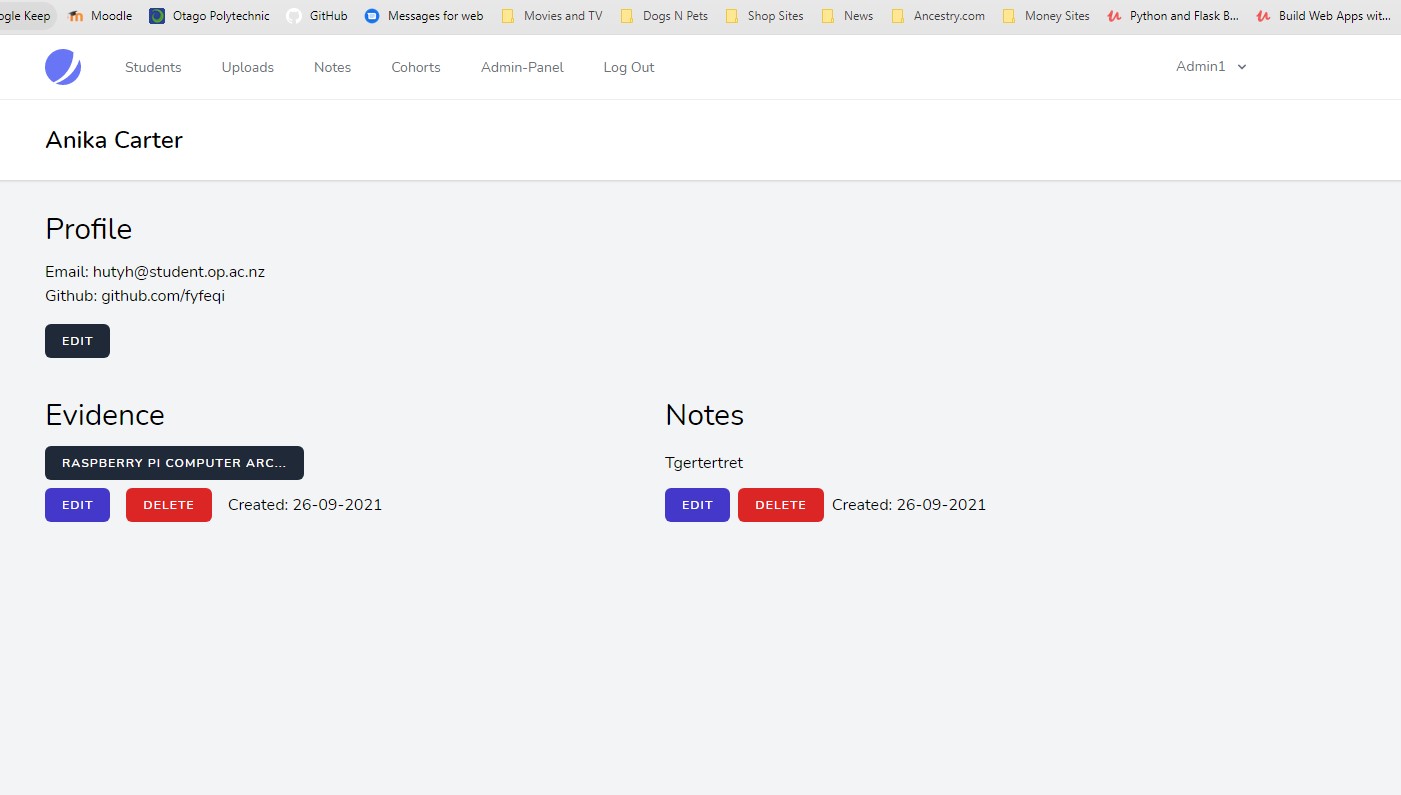 ogle Keep Moodle Otago Polytechnic GitHub Messages for web Movies and TV Dogs N Pets Shop Sites News Ancestry.com Money Sites Python and Flask B... Build Web Apps wit...
Students Uploads Notes Cohorts Admin-Panel Log Out Admin1
Anika Carter
Profile
Email: hutyh@student.op.ac.nz
Github: github.com/fyfeqi
EDIT
Evidence
RASPBERRY PI COMPUTER ARC...
EDIT DELETE Created: 26-09-2021
Notes
Tgertertret
EDIT DELETE Created: 26-09-2021